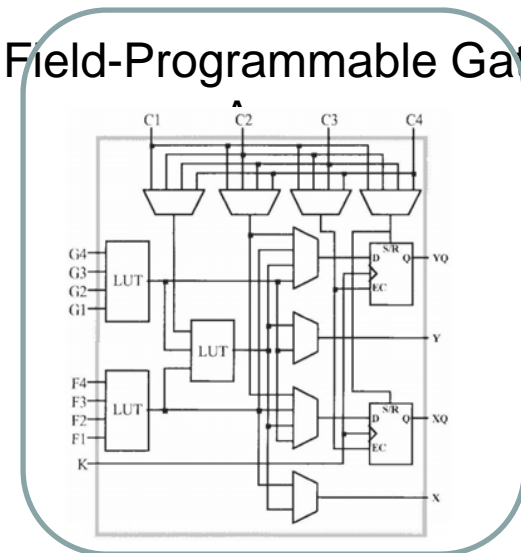 Field-Programmable Gat
C1 C2 C3 C4
G4
G3
G2
G1
LUT
S/R
D Q
EC
YQ
LUT
Y
F4
F3
F2
F1
LUT
S/R
D Q
EC
XQ
K
X